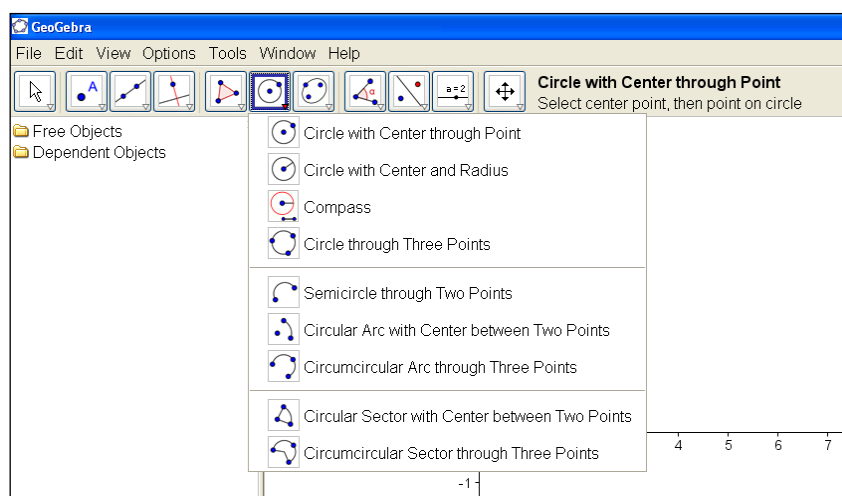 GeoGebra
File Edit View Options Tools Window Help
A
α
a=2
Circle with Center through Point
Select center point, then point on circle
Free Objects
Dependent Objects
Circle with Center through Point
Circle with Center and Radius
Compass
Circle through Three Points
Semicircle through Two Points
Circular Arc with Center between Two Points
Circumcircular Arc through Three Points
Circular Sector with Center between Two Points
Circumcircular Sector through Three Points
4 5 6 7
-1